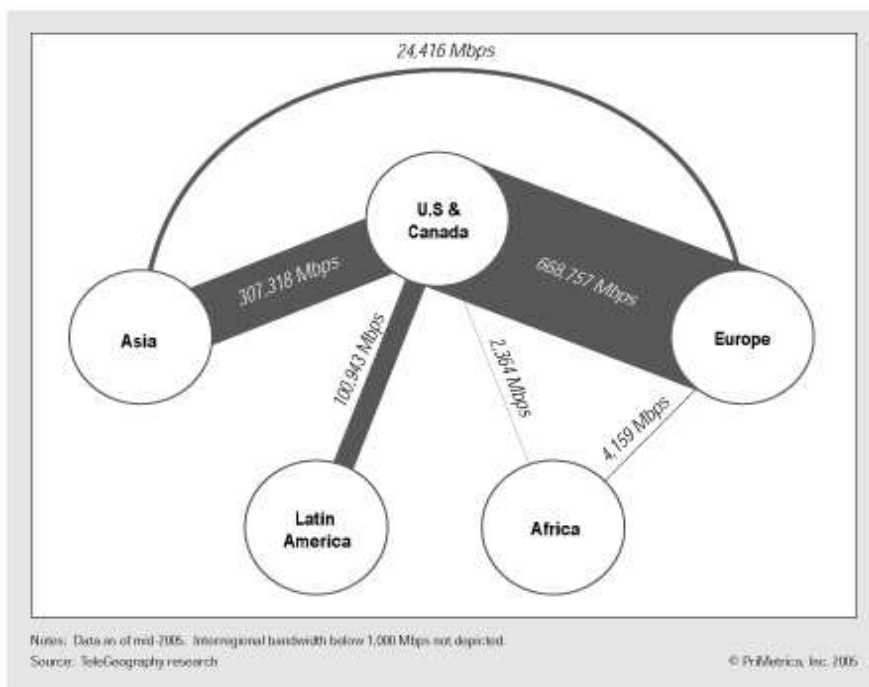 24,416 Mbps
U.S &
Canada
668,757 Mbps
307,318 Mbps
Asia
Europe
100,943 Mbps
2,364 Mbps
4,159 Mbps
Latin
America
Africa
Notes: Data as of mid-2005. Interregional bandwidth below 1,000 Mbps not depicted.
Source: TeleGeography research
© PriMetrica, Inc. 2005